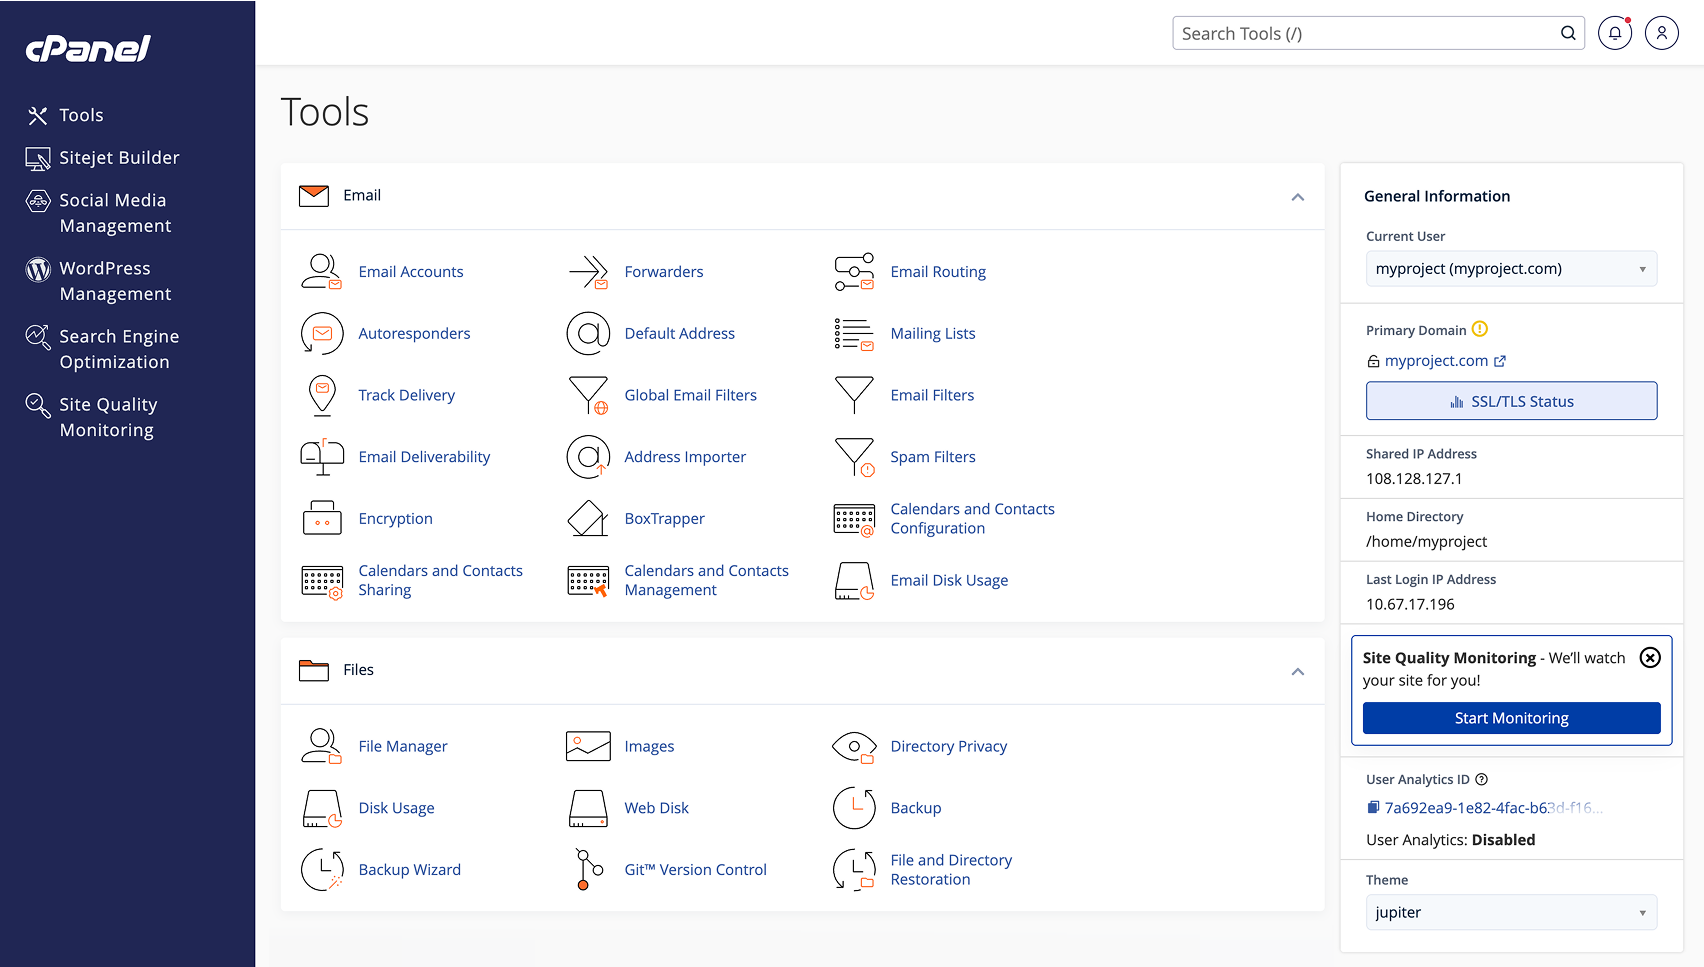 cPanel
Tools
Sitejet Builder
Social Media
Management
WordPress
Management
Search Engine
Optimization
Site Quality
Monitoring
Search Tools (/)
Tools
Email
Email Accounts
Forwarders
Email Routing
Autoresponders
Default Address
Mailing Lists
Track Delivery
Global Email Filters
Email Filters
Email Deliverability
Address Importer
Spam Filters
Encryption
BoxTrapper
Calendars and Contacts
Configuration
Calendars and Contacts
Sharing
Calendars and Contacts
Management
Email Disk Usage
Files
File Manager
Images
Directory Privacy
Disk Usage
Web Disk
Backup
Backup Wizard
Git™ Version Control
File and Directory
Restoration
General Information
Current User
myproject (myproject.com)
Primary Domain
myproject.com
SSL/TLS Status
Shared IP Address
108.128.127.1
Home Directory
/home/myproject
Last Login IP Address
10.67.17.196
Site Quality Monitoring - We’ll watch
your site for you!
Start Monitoring
User Analytics ID
7a692ea9-1e82-4fac-b63d-f16...
User Analytics: Disabled
Theme
jupiter